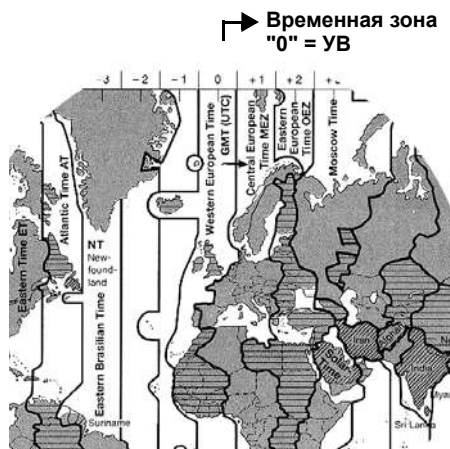 Временная зона
"0" = УВ
-3 -2 -1 0 +1 +2
Eastern Time ET
Atlantic Time AT
NT
New-
found-
land
Eastern Brasilian Time
Suriname
Western European Time
GMT (UTC)
Central European
Time MEZ
Eastern
European
Time OEZ
Moscow Time
Iran
Solar
Time
India
Sri Lanka